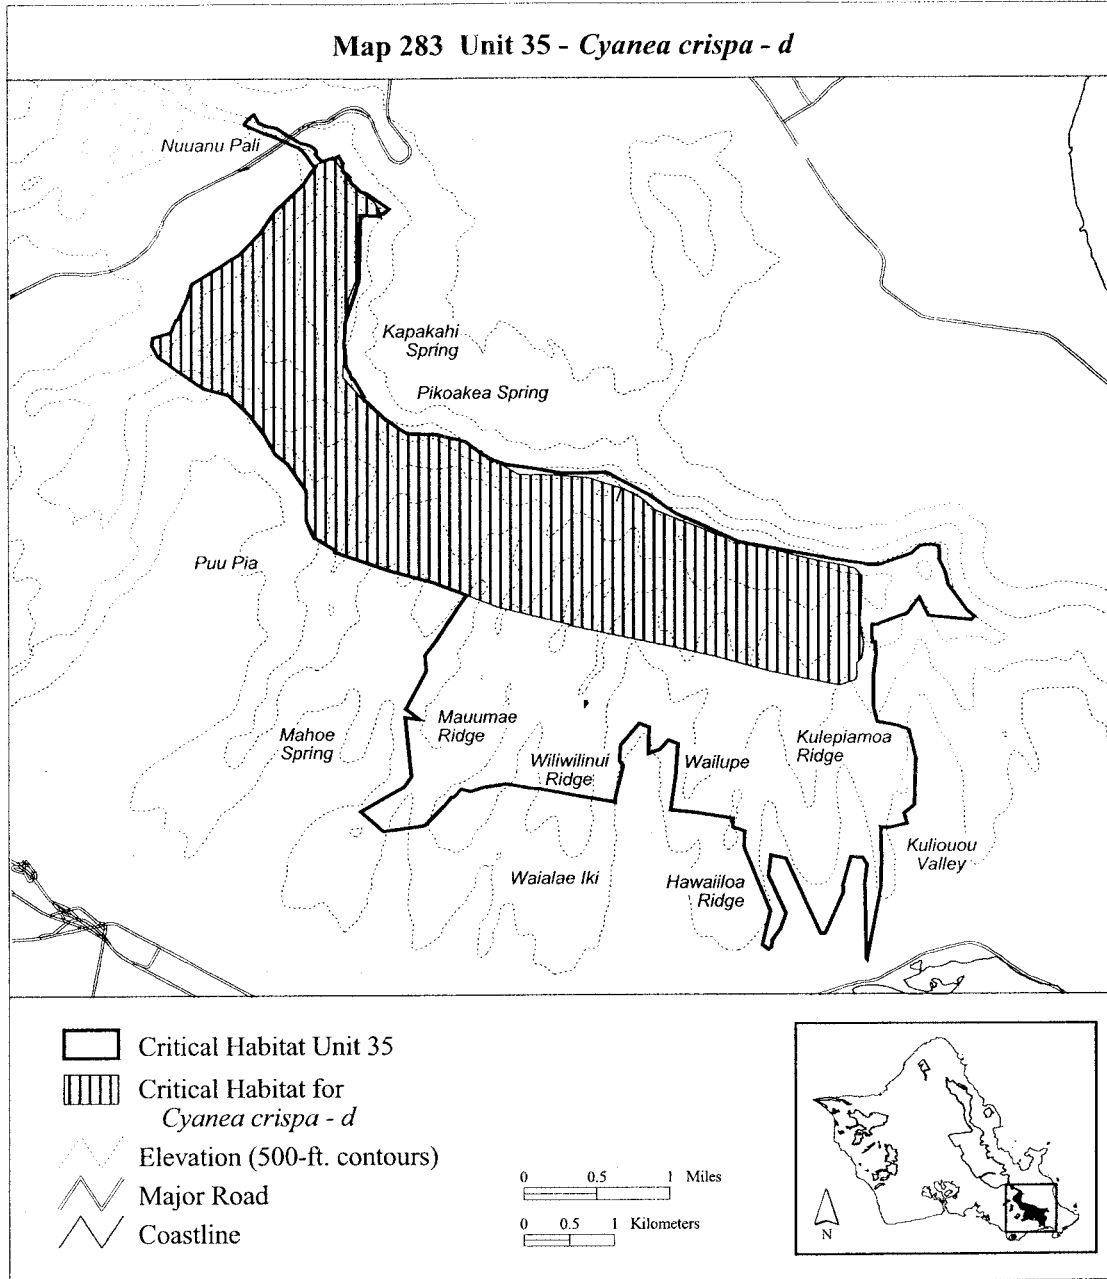 Map 283 Unit 35 - Cyanea crispa - d
Nuuanu Pali
Kapakahi
Spring
Pikoakea Spring
Puu Pia
Mahoe
Spring
Mauumae
Ridge
Wiliwilinui
Ridge
Wailupe
Kulepiamoa
Ridge
Waialae Iki
Hawaiiloa
Ridge
Kuliouou
Valley
Critical Habitat Unit 35
Critical Habitat for
Cyanea crispa - d
Elevation (500-ft. contours)
Major Road
Coastline
0 0.5 1 Miles
0 0.5 1 Kilometers
N